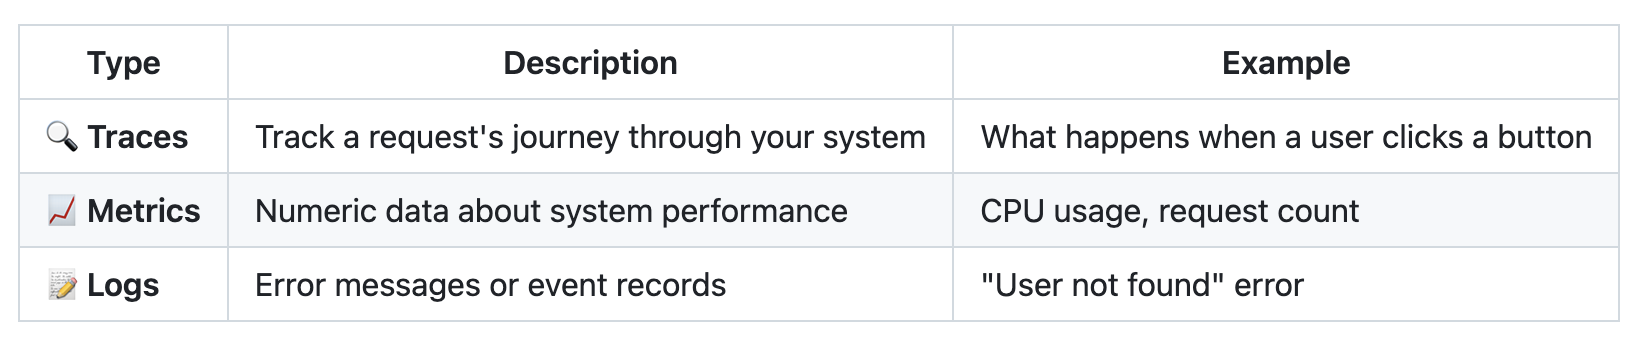 Type Description Example
🔍 Traces Track a request's journey through your system What happens when a user clicks a button
📈 Metrics Numeric data about system performance CPU usage, request count
📝 Logs Error messages or event records "User not found" error